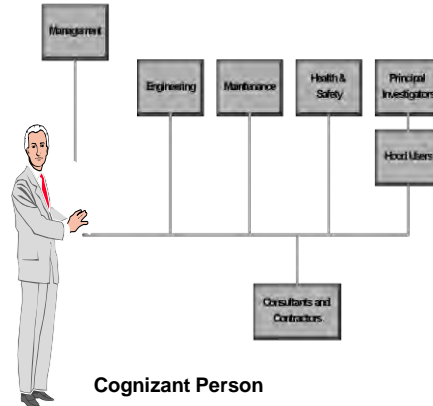 Management
Engineering
Maintenance
Health &
Safety
Principal
Investigators
Hood Users
Consultants and
Contractors
Cognizant Person